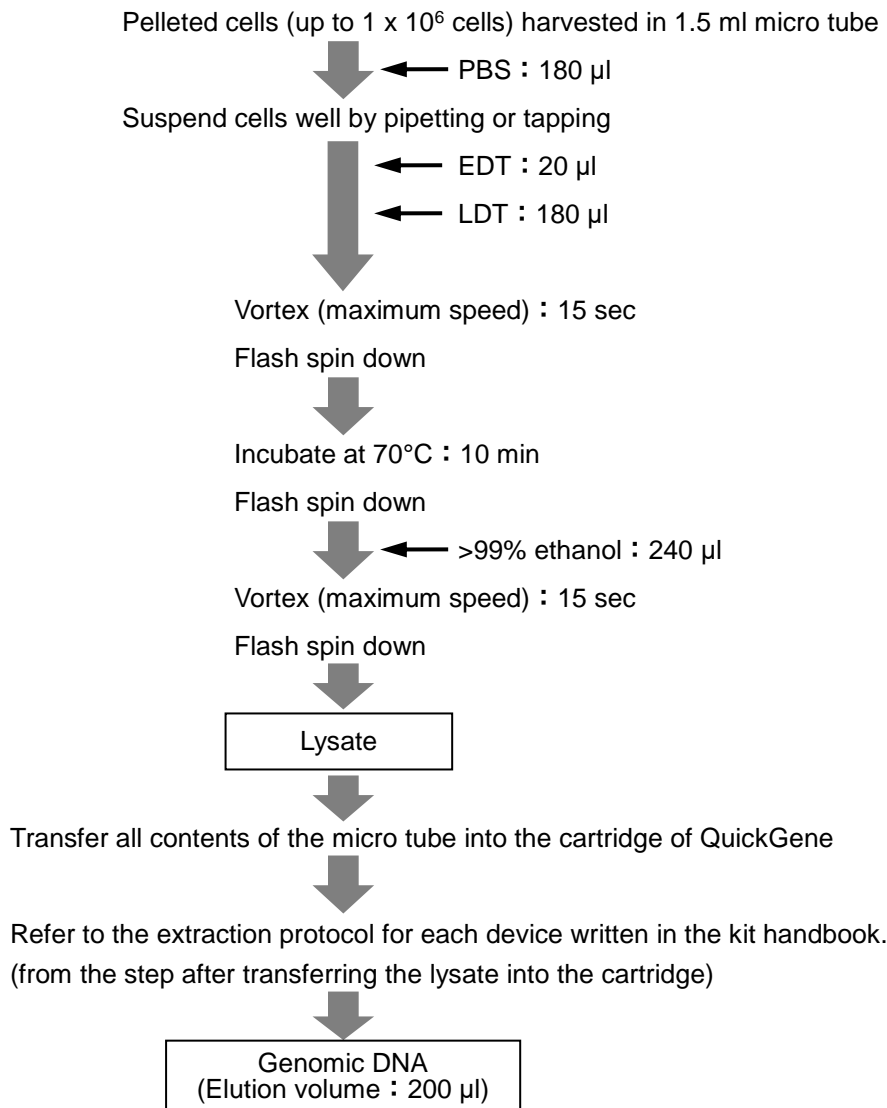 Pelleted cells (up to 1 x 10⁶ cells) harvested in 1.5 ml micro tube
PBS：180 µl
Suspend cells well by pipetting or tapping
EDT：20 µl
LDT：180 µl
Vortex (maximum speed)：15 sec
Flash spin down
Incubate at 70°C：10 min
Flash spin down
>99% ethanol：240 µl
Vortex (maximum speed)：15 sec
Flash spin down
Lysate
Transfer all contents of the micro tube into the cartridge of QuickGene
Refer to the extraction protocol for each device written in the kit handbook.
(from the step after transferring the lysate into the cartridge)
Genomic DNA
(Elution volume：200 µl)